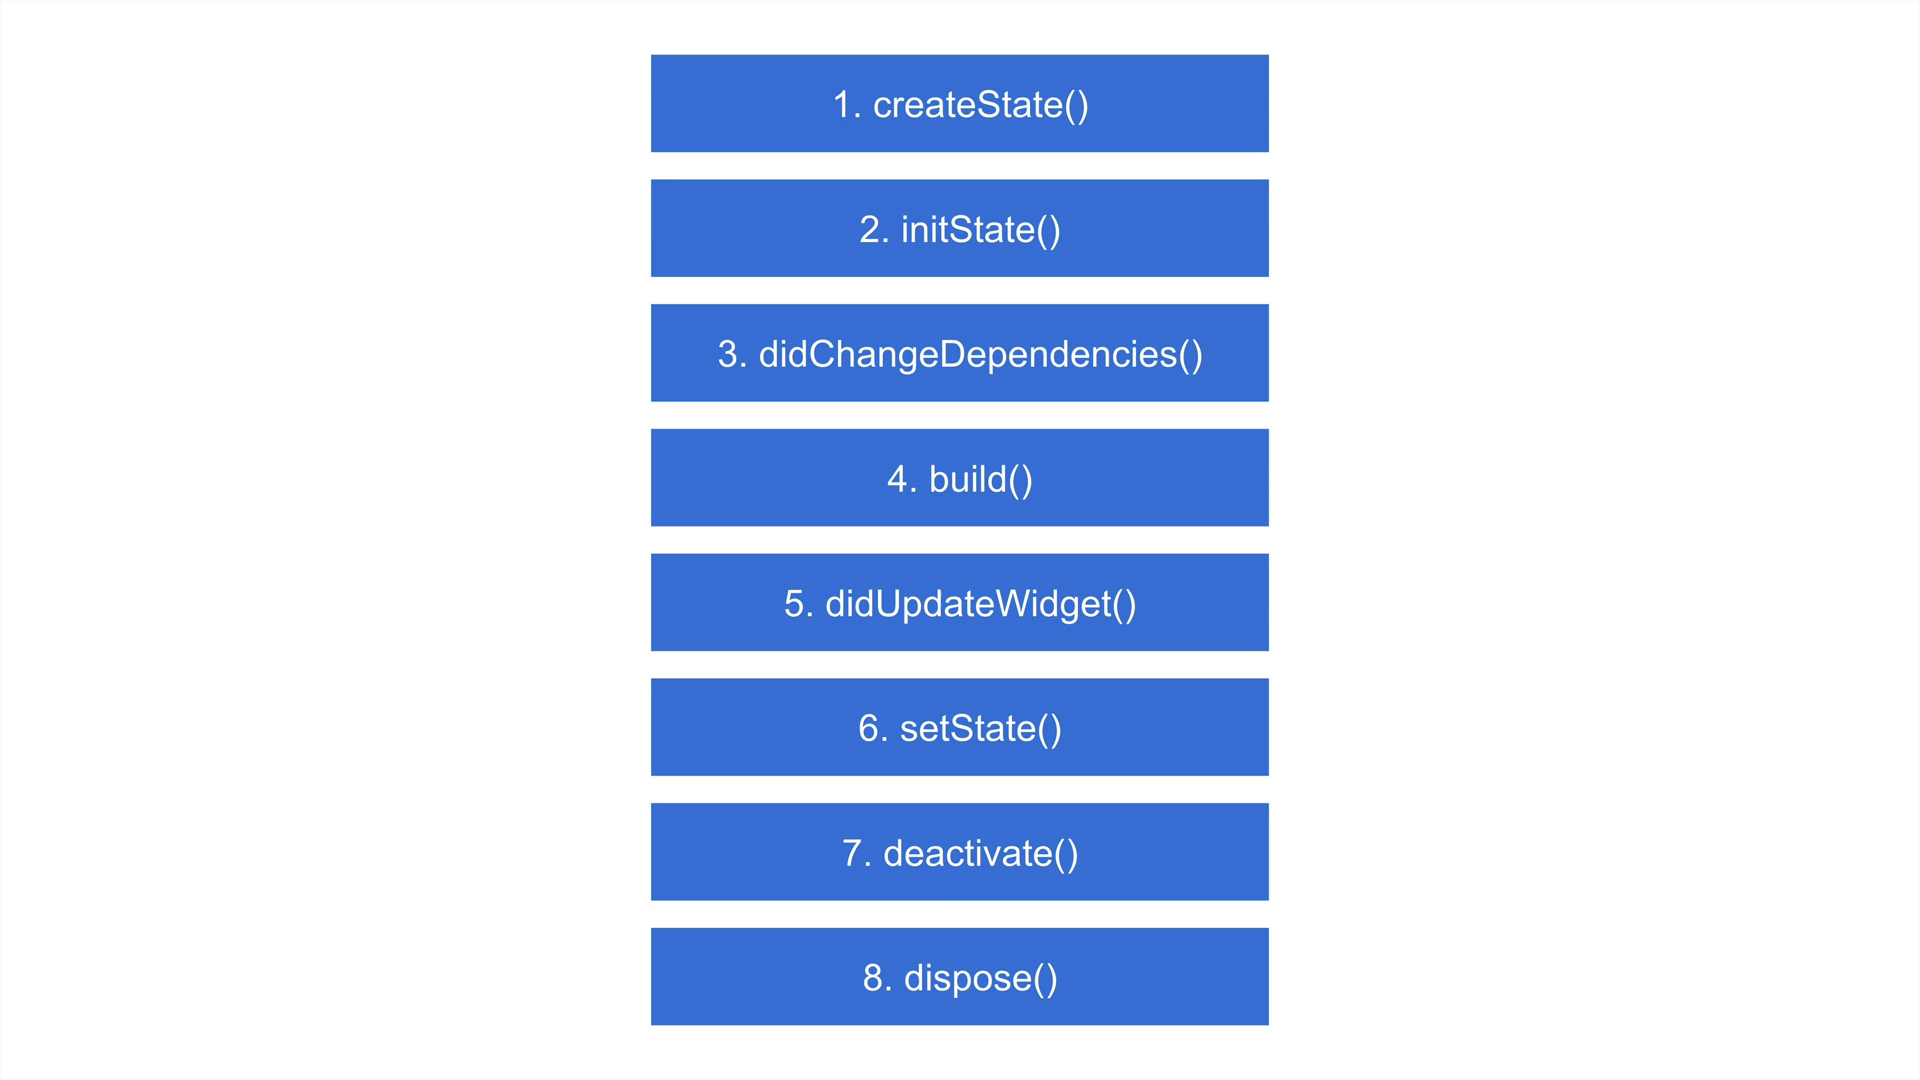 1. createState()
2. initState()
3. didChangeDependencies()
4. build()
5. didUpdateWidget()
6. setState()
7. deactivate()
8. dispose()